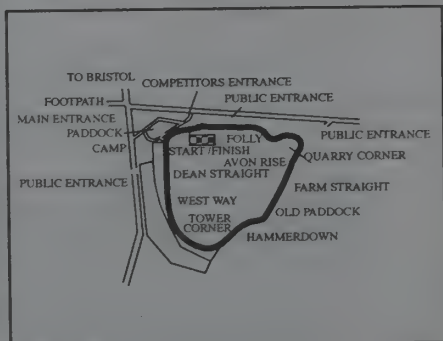 TO BRISTOL
COMPETITORS ENTRANCE
FOOTPATH
PUBLIC ENTRANCE
MAIN ENTRANCE
PADDOCK
FOLLY
PUBLIC ENTRANCE
CAMP
START / FINISH
AVON RISE
QUARRY CORNER
DEAN STRAIGHT
PUBLIC ENTRANCE
FARM STRAIGHT
WEST WAY
OLD PADDOCK
TOWER
CORNER
HAMMERDOWN